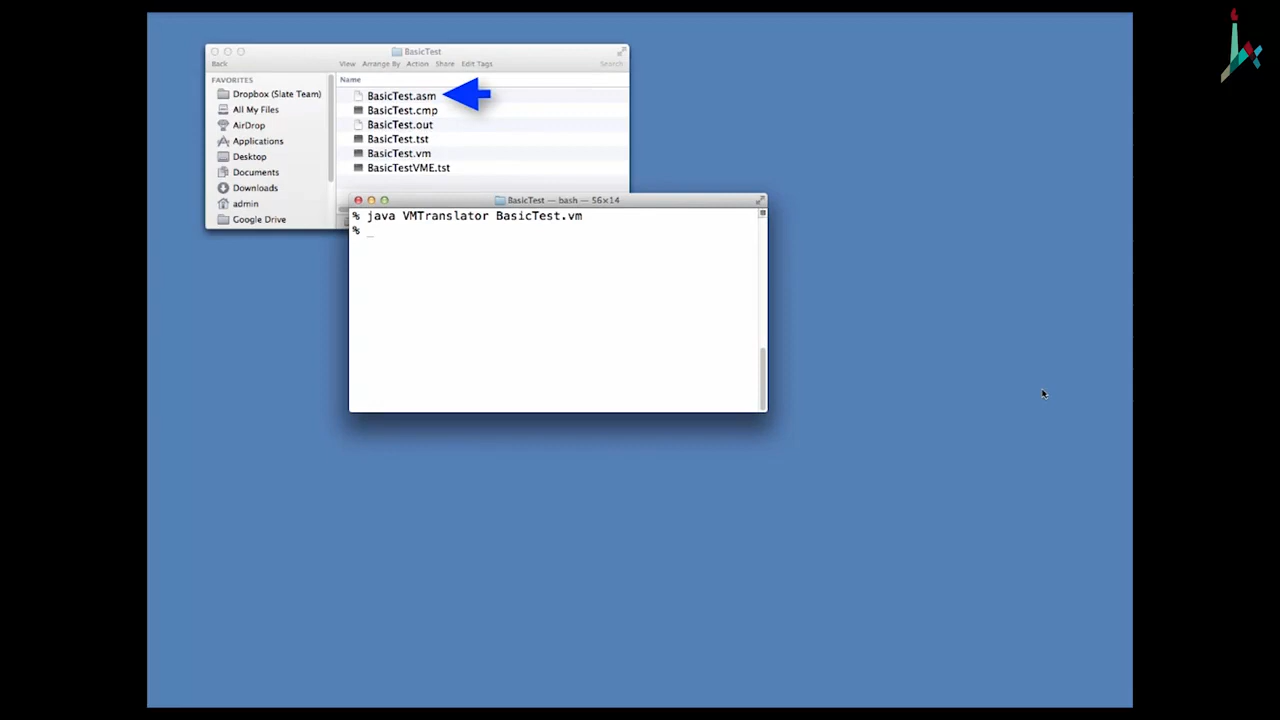 BasicTest
Back View Arrange By Action Share Edit Tags Search
FAVORITES
Dropbox (Slate Team)
All My Files
AirDrop
Applications
Desktop
Documents
Downloads
admin
Google Drive
Name
BasicTest.asm
BasicTest.cmp
BasicTest.out
BasicTest.tst
BasicTest.vm
BasicTestVME.tst
BasicTest — bash — 56×14
% java VMTranslator BasicTest.vm
% _